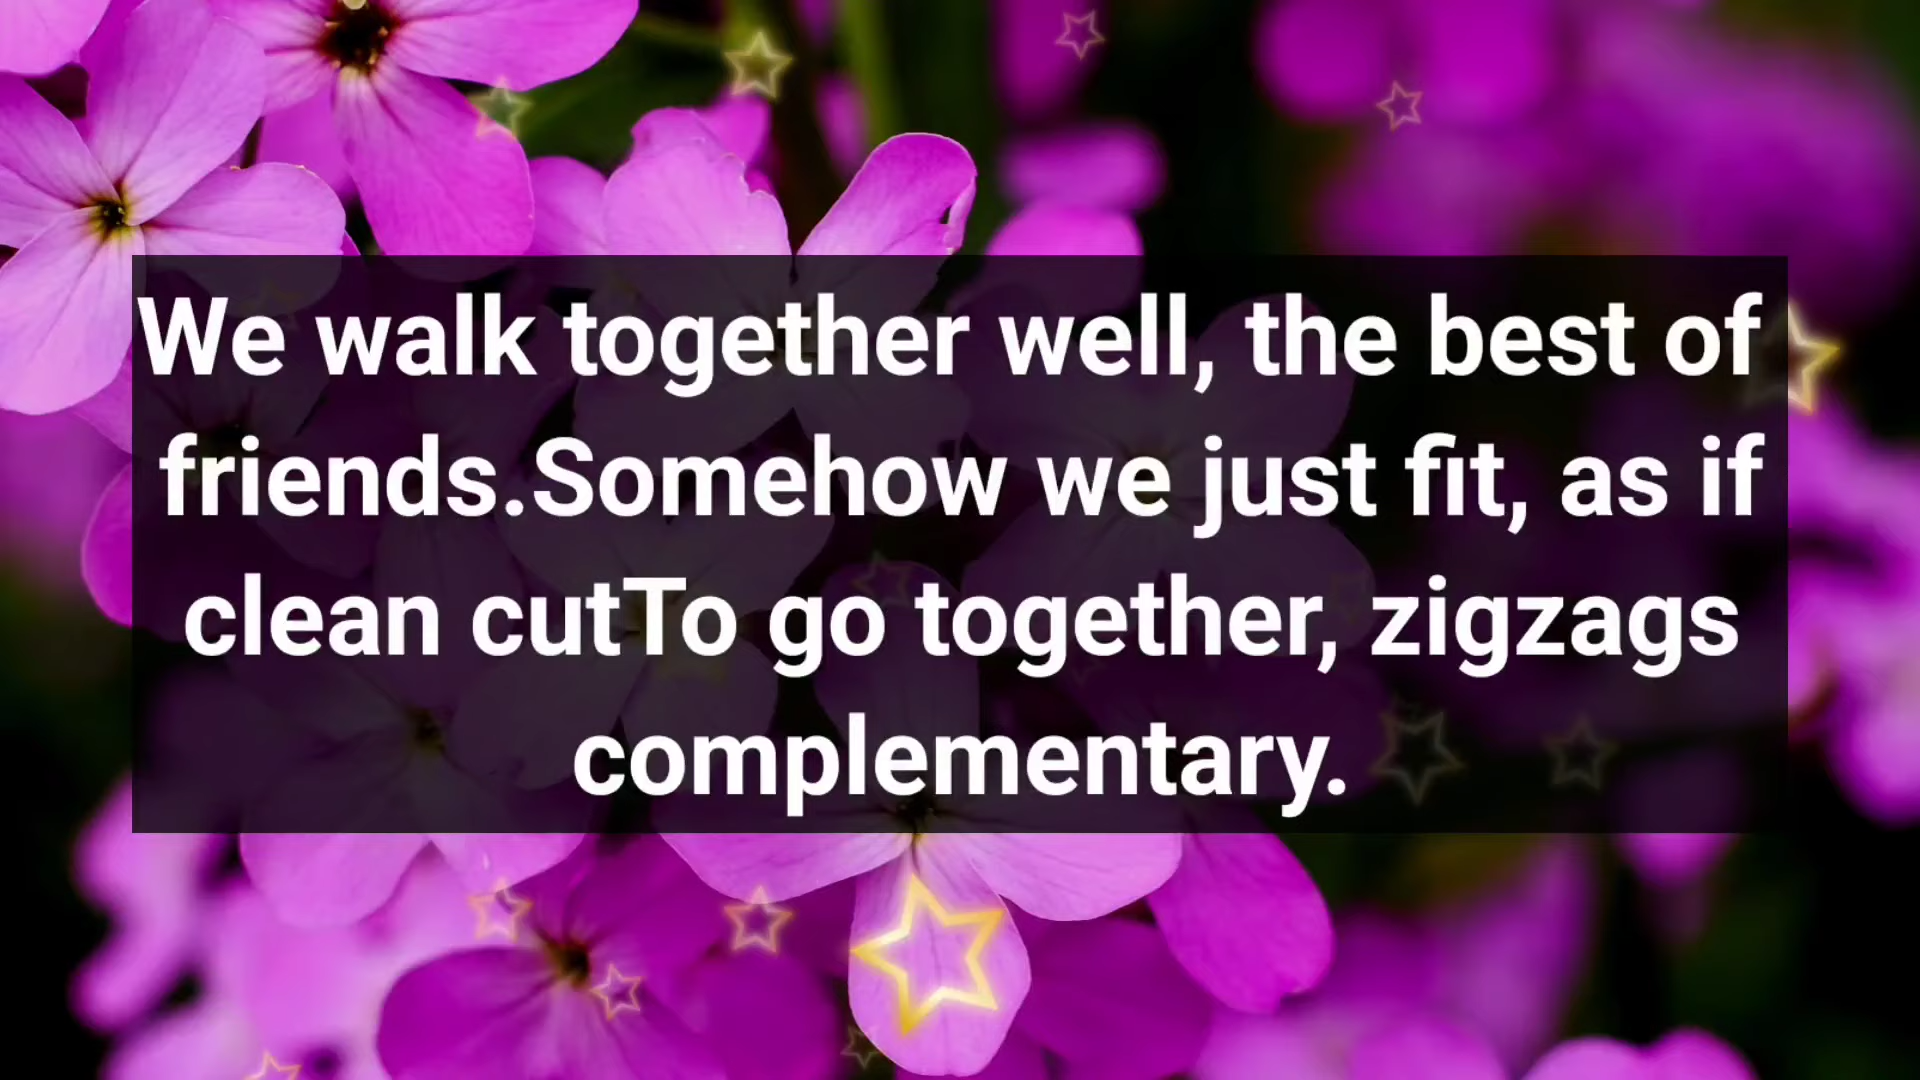 We walk together well, the best of
friends.Somehow we just fit, as if
clean cutTo go together, zigzags
complementary.